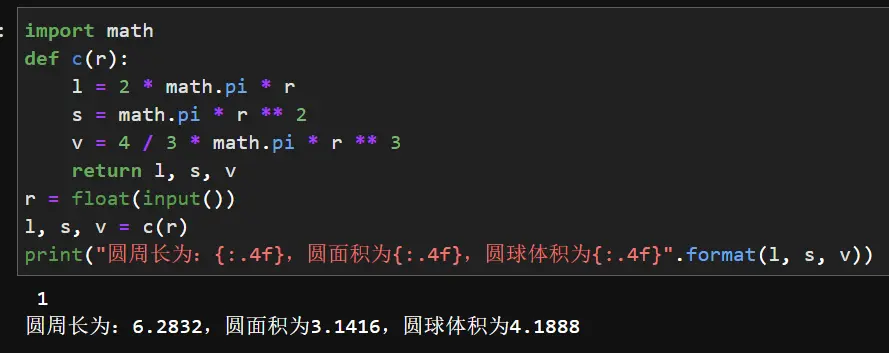 :
import math
def c(r):
    l = 2 * math.pi * r
    s = math.pi * r ** 2
    v = 4 / 3 * math.pi * r ** 3
    return l, s, v
r = float(input())
l, s, v = c(r)
print("圆周长为：{:.4f}，圆面积为{:.4f}，圆球体积为{:.4f}".format(l, s, v))
1
圆周长为：6.2832，圆面积为3.1416，圆球体积为4.1888